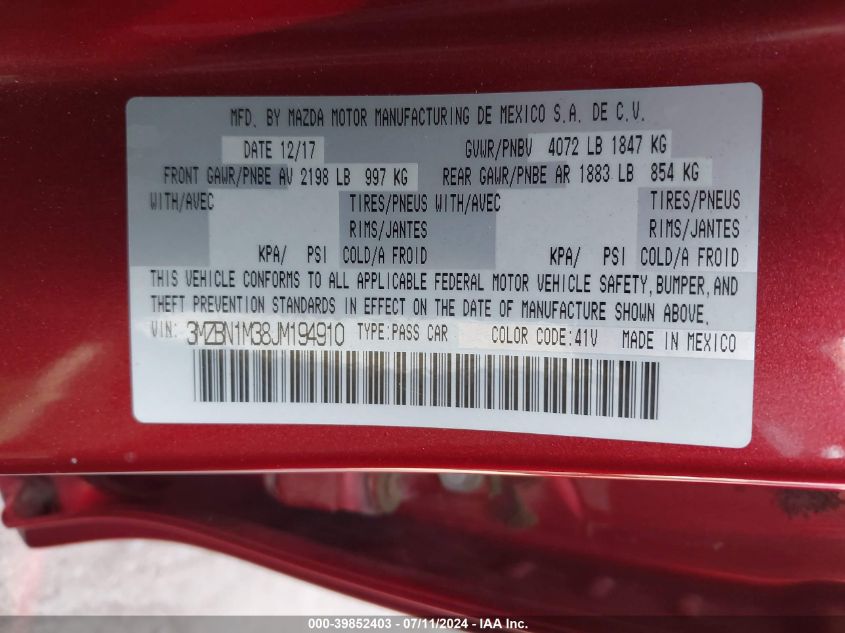 MFD. BY MAZDA MOTOR MANUFACTURING DE MEXICO S.A. DE C.V.
DATE 12/17 GVWR/PNBV 4072 LB 1847 KG
FRONT GAWR/PNBE AV 2198 LB 997 KG REAR GAWR/PNBE AR 1883 LB 854 KG
WITH/AVEC TIRES/PNEUS WITH/AVEC TIRES/PNEUS
RIMS/JANTES RIMS/JANTES
KPA/ PSI COLD/A FROID KPA/ PSI COLD/A FROID
THIS VEHICLE CONFORMS TO ALL APPLICABLE FEDERAL MOTOR VEHICLE SAFETY, BUMPER, AND
THEFT PREVENTION STANDARDS IN EFFECT ON THE DATE OF MANUFACTURE SHOWN ABOVE.
VIN: 3MZBN1M38JM194910 TYPE:PASS CAR COLOR CODE:41V MADE IN MEXICO
000-39852403 - 07/11/2024 - IAA Inc.